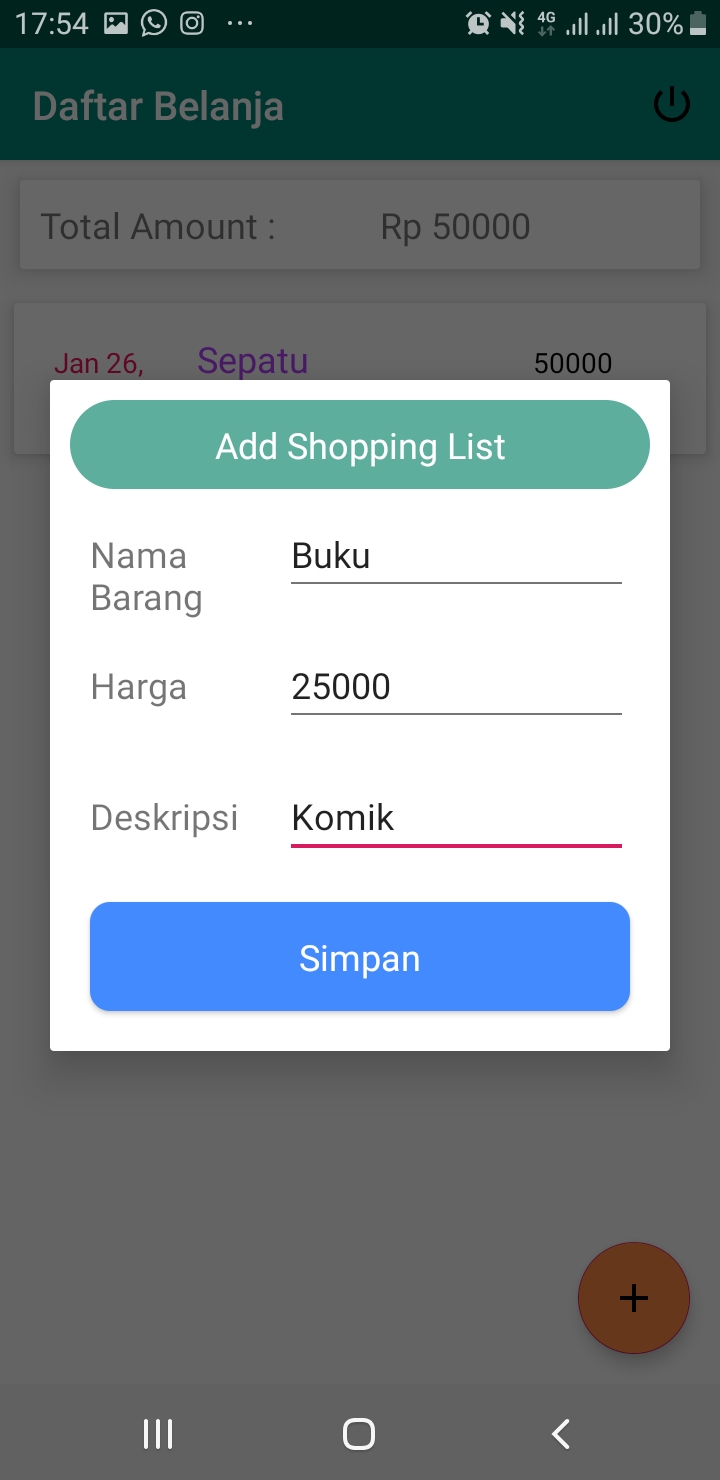 17:54 4G 30%
Daftar Belanja
Total Amount : Rp 50000
Jan 26, Sepatu 50000
Add Shopping List
Nama Barang Buku
Harga 25000
Deskripsi Komik
Simpan